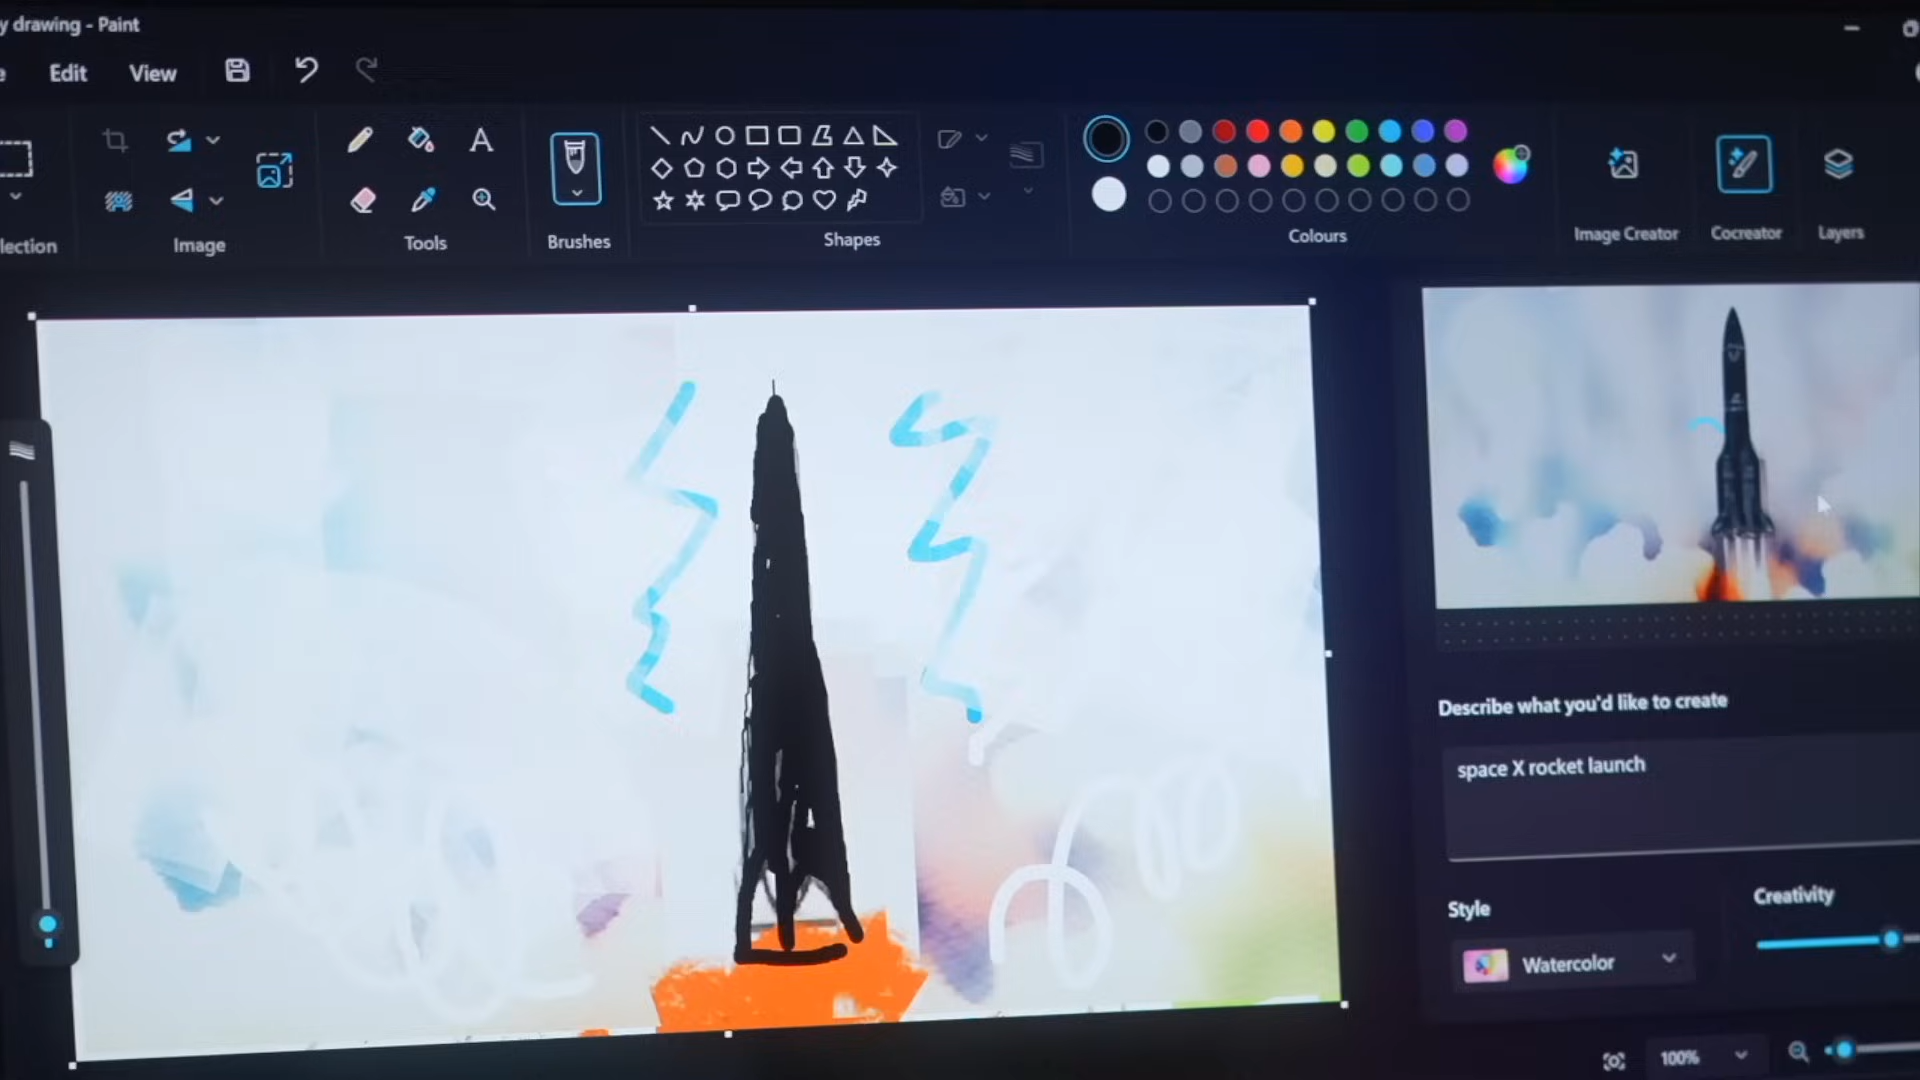 y drawing - Paint
e Edit View
lection
Image
Tools
Brushes
Shapes
Colours
Image Creator
Cocreator
Layers
Describe what you'd like to create
space X rocket launch
Style
Creativity
Watercolor
100%